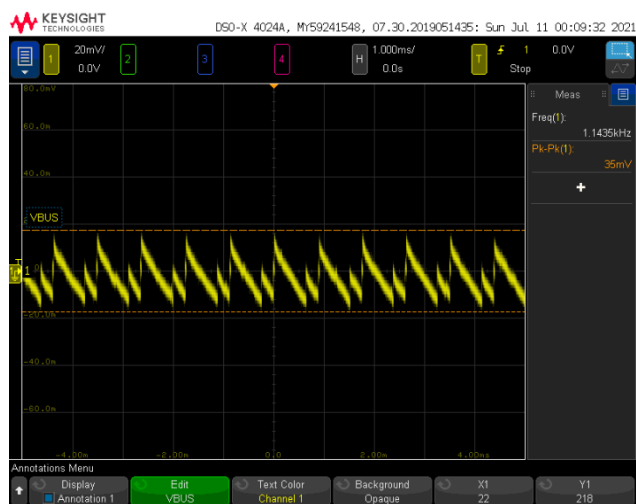 KEYSIGHT
TECHNOLOGIES
DSO-X 4024A, MY59241548, 07.30.2019051435: Sun Jul 11 00:09:32 2021
1
20mV/
0.0V
2
3
4
H
1.000ms/
0.0s
T
1
0.0V
Stop
80.0mV
60.0m
40.0m
VBUS
-20.0m
-40.0m
-60.0m
-4.00m
-2.00m
0.0
2.00m
4.00ms
Meas
Freq(1):
1.1435kHz
Pk-Pk(1):
35mV
Annotations Menu
Display
Annotation 1
Edit
VBUS
Text Color
Channel 1
Background
Opaque
X1
22
Y1
218